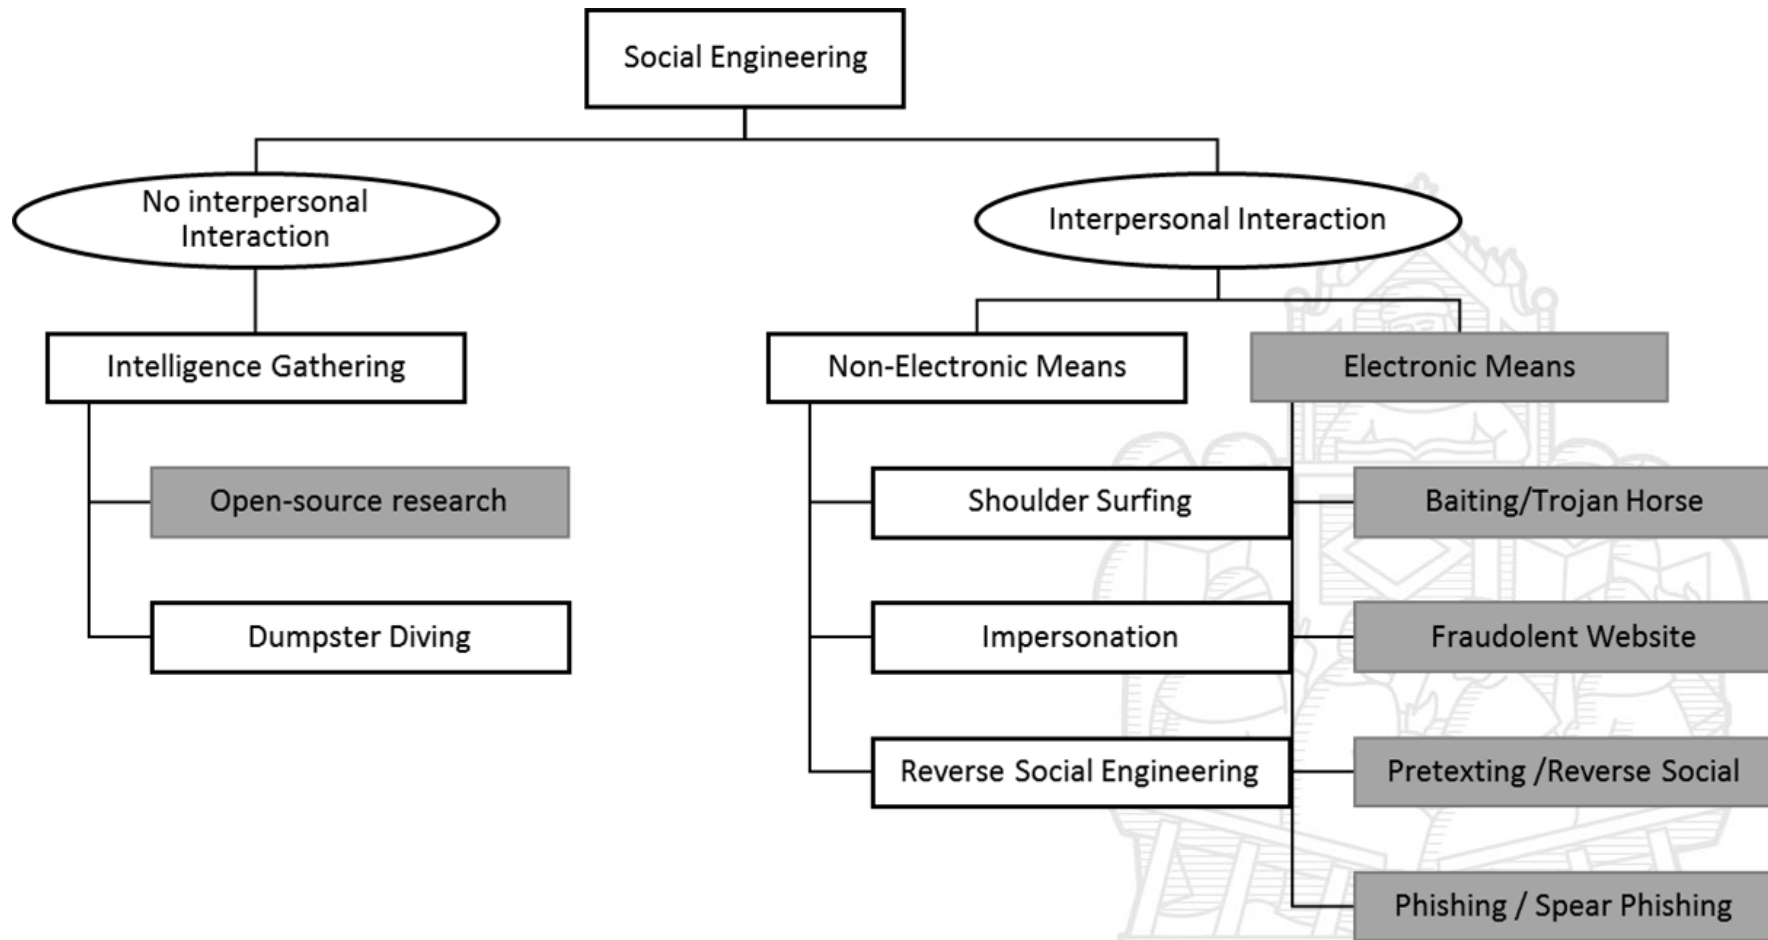 Social Engineering
No interpersonal
Interaction
Interpersonal Interaction
Intelligence Gathering
Non-Electronic Means
Electronic Means
Open-source research
Shoulder Surfing
Baiting/Trojan Horse
Dumpster Diving
Impersonation
Fraudolent Website
Reverse Social Engineering
Pretexting /Reverse Social
Phishing / Spear Phishing